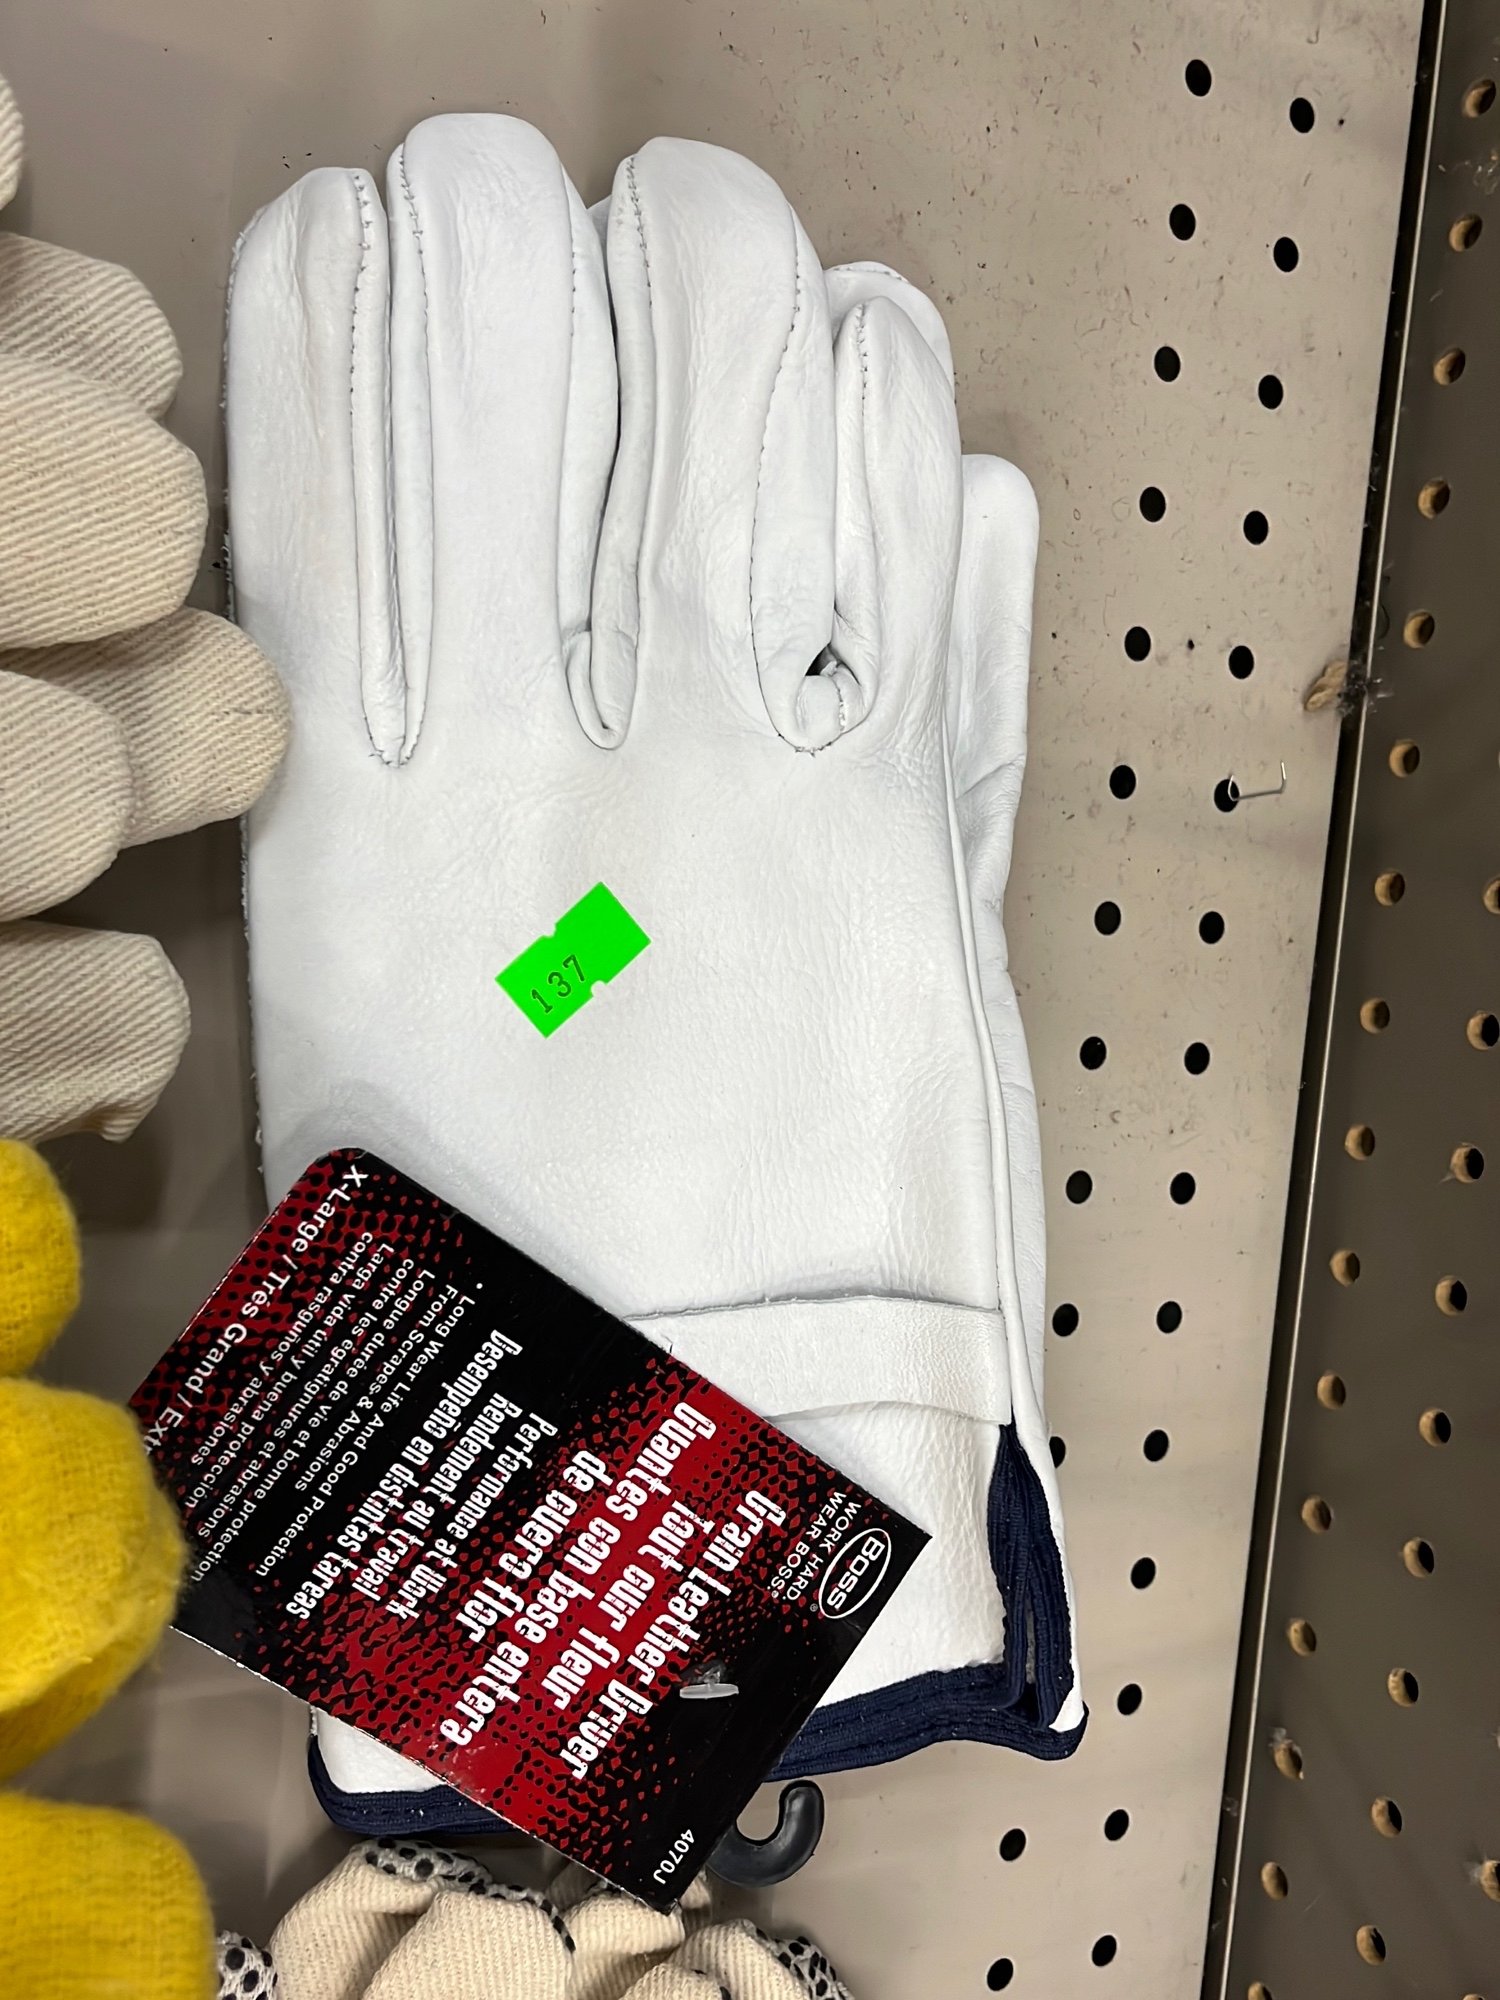 137
BOSS
WORK HARD
WEAR BOSS.®
Grain Leather Driver
Tout cuir fleur
Guantes con base entera
de cuero flor
Performance at Work
Rendement au travail
Desempeño en distintas tareas
• Long Wear Life And Good Protection
From Scrapes & Abrasions
Longue durée de vie et bonne protection
contre les égratignures et abrasions
Larga vida útil y buena protección
contra rasguños y abrasiones
X-Large / Tres Grand /
4070J